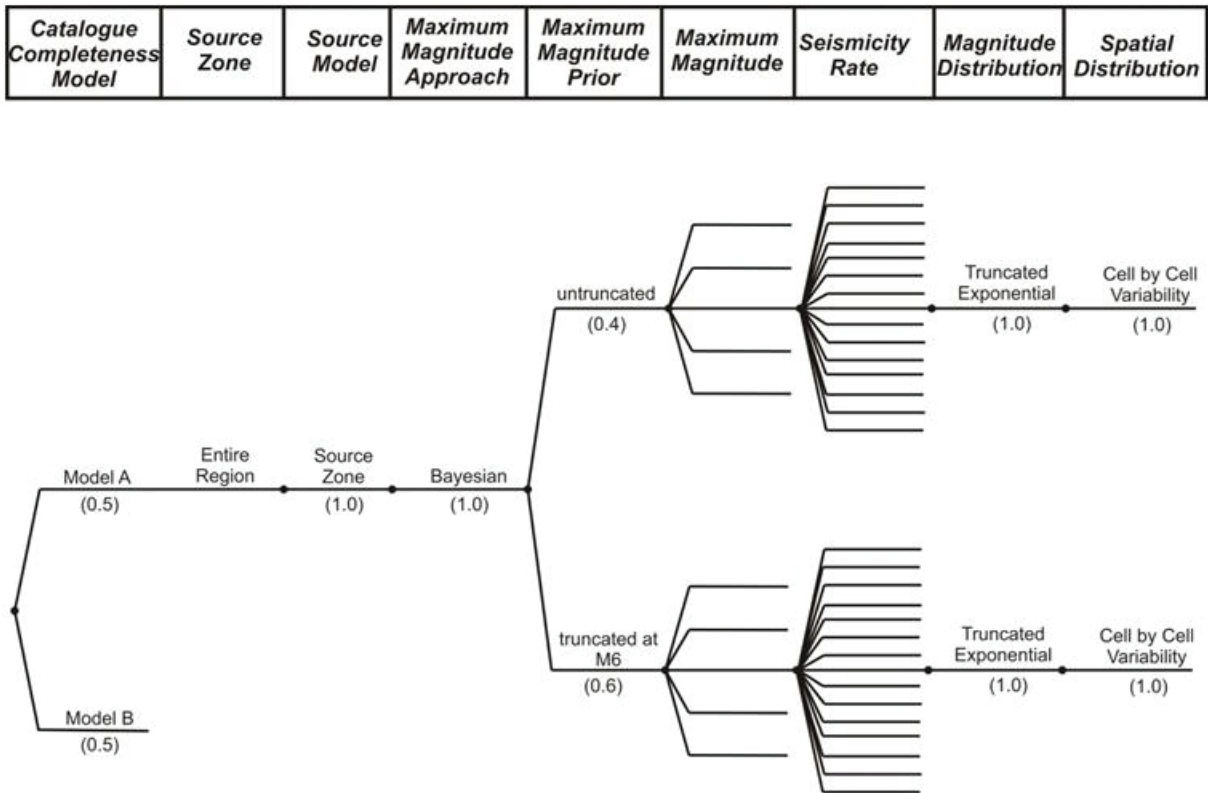 Catalogue
Completeness
Model
Source
Zone
Source
Model
Maximum
Magnitude
Approach
Maximum
Magnitude
Prior
Maximum
Magnitude
Seismicity
Rate
Magnitude
Distribution
Spatial
Distribution
untruncated
(0.4)
Truncated
Exponential
(1.0)
Cell by Cell
Variability
(1.0)
Model A
(0.5)
Entire
Region
Source
Zone
(1.0)
Bayesian
(1.0)
truncated at
M6
(0.6)
Truncated
Exponential
(1.0)
Cell by Cell
Variability
(1.0)
Model B
(0.5)